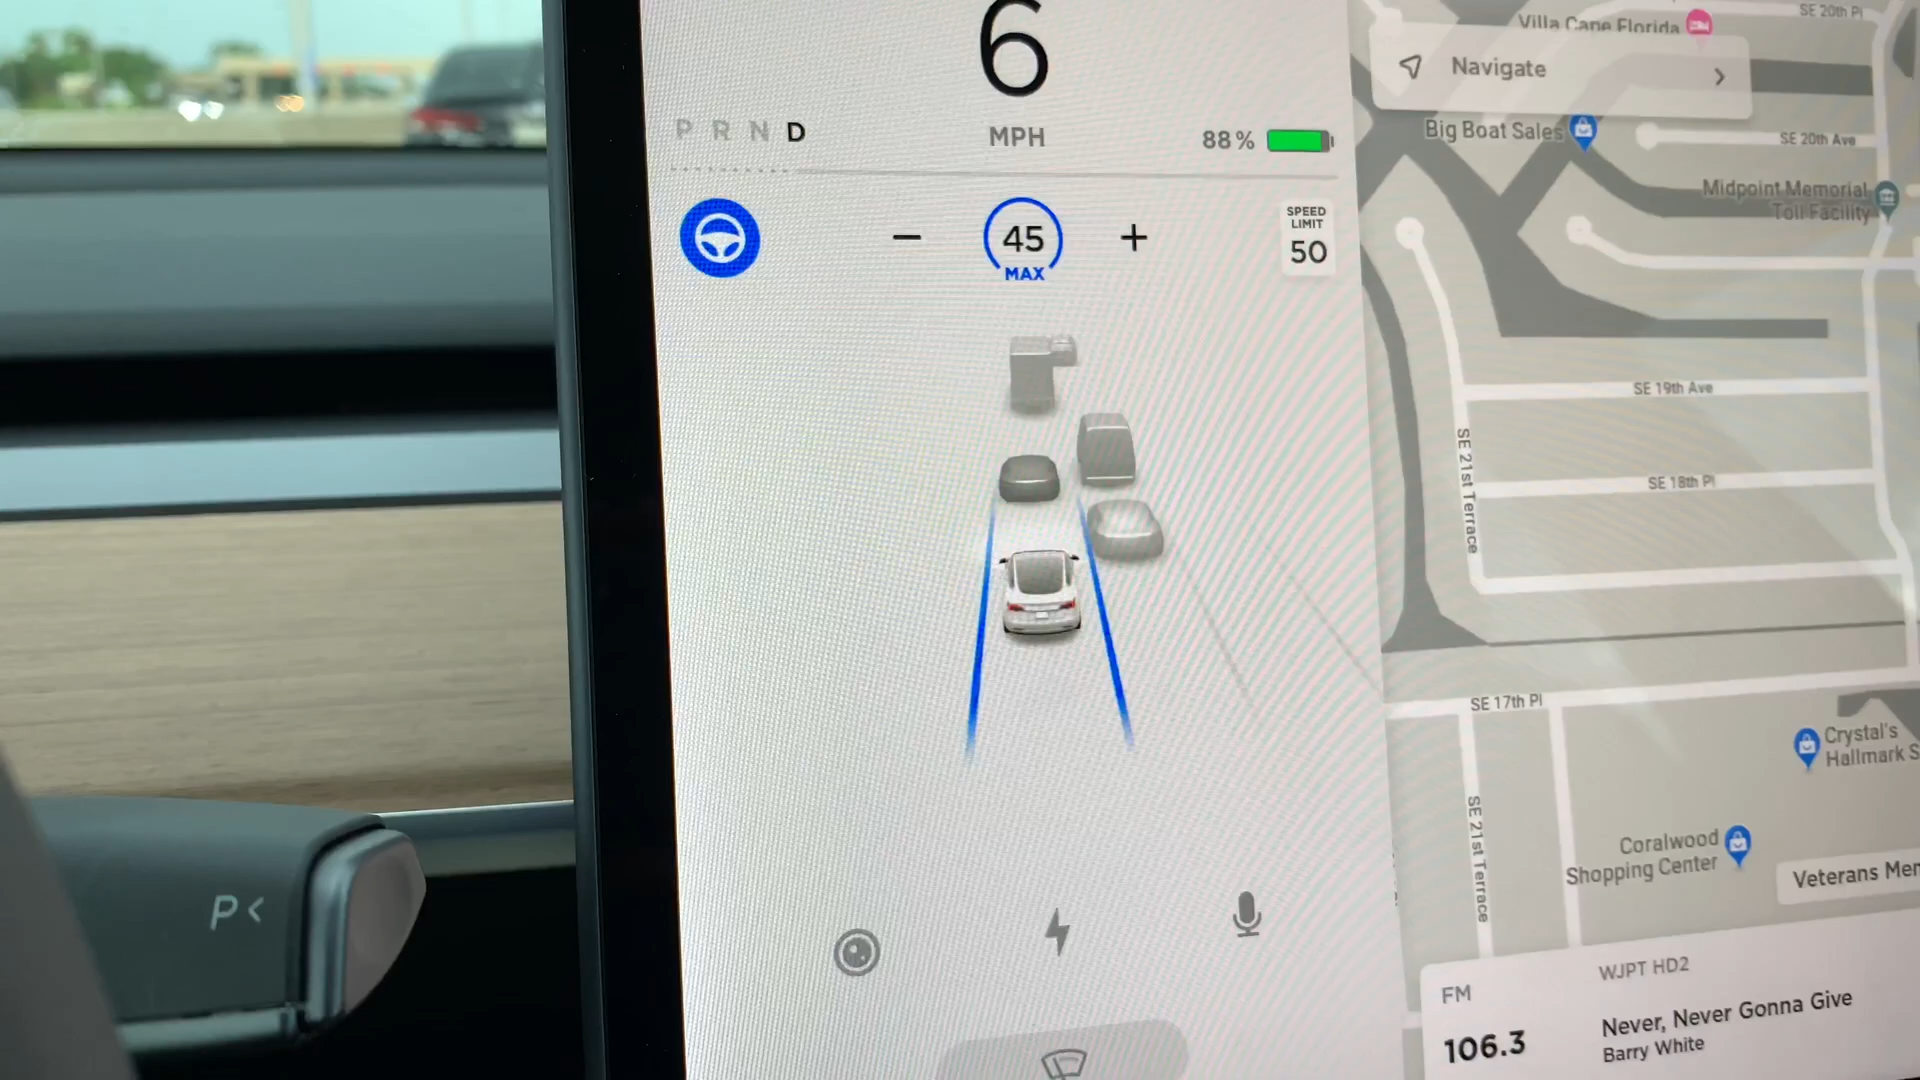 6
P R N D
MPH
88 %
45
MAX
SPEED
LIMIT
50
P<
Villa Cape Florida
SE 20th Pl
Navigate
Big Boat Sales
SE 20th Ave
Midpoint Memorial
Toll Facility
SE 19th Ave
SE 21st Terrace
SE 18th Pl
SE 17th Pl
Crystal's
Hallmark S
SE 21st Terrace
Coralwood
Shopping Center
Veterans Mem
FM
WJPT HD2
106.3
Never, Never Gonna Give
Barry White